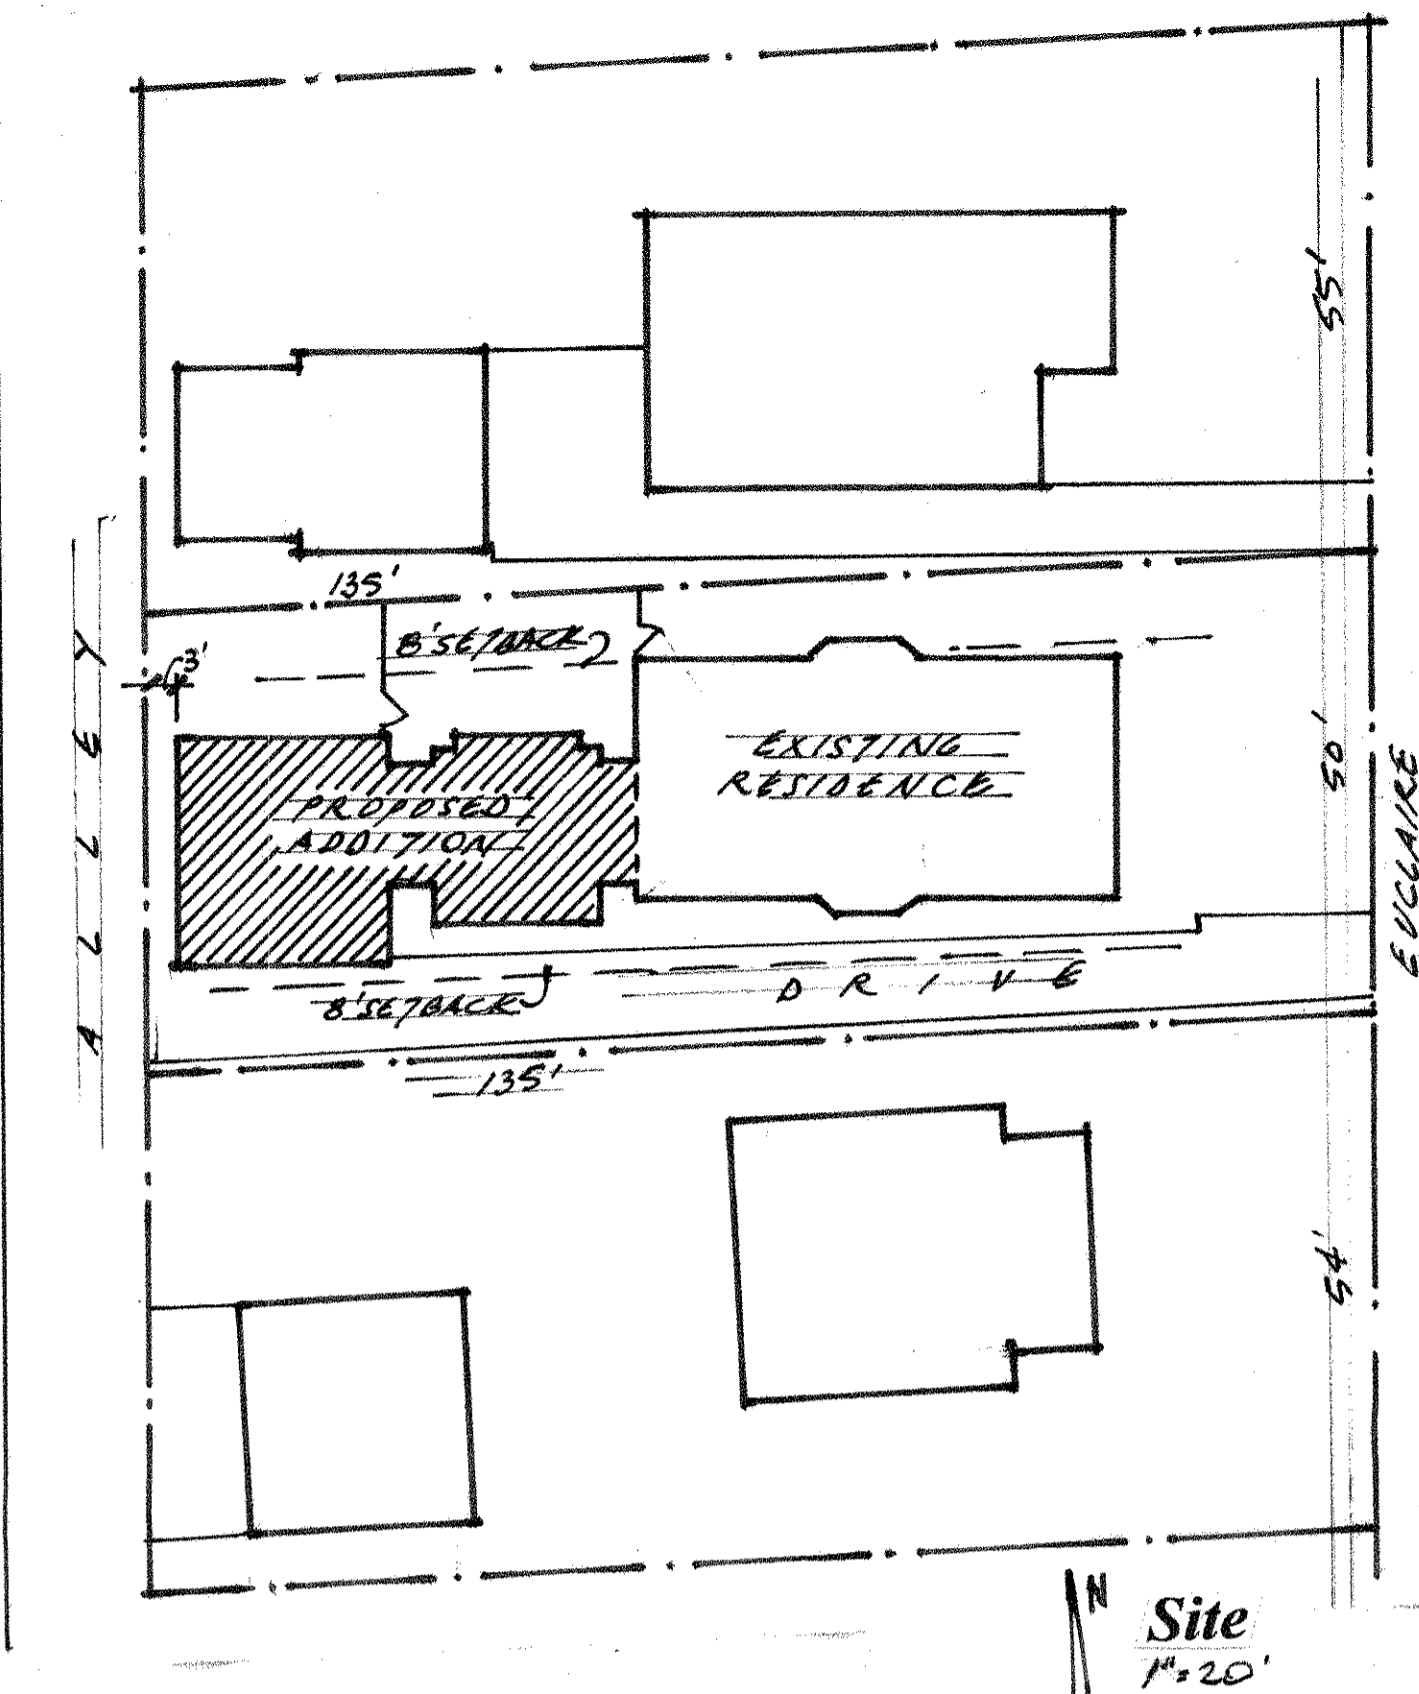 55'
135'
8' SETBACK
3'
EXISTING
RESIDENCE
PROPOSED
ADDITION
ALLEY
50'
EUCLAIRE
8' SETBACK
DRIVE
135'
54'
N
Site
1"=20'